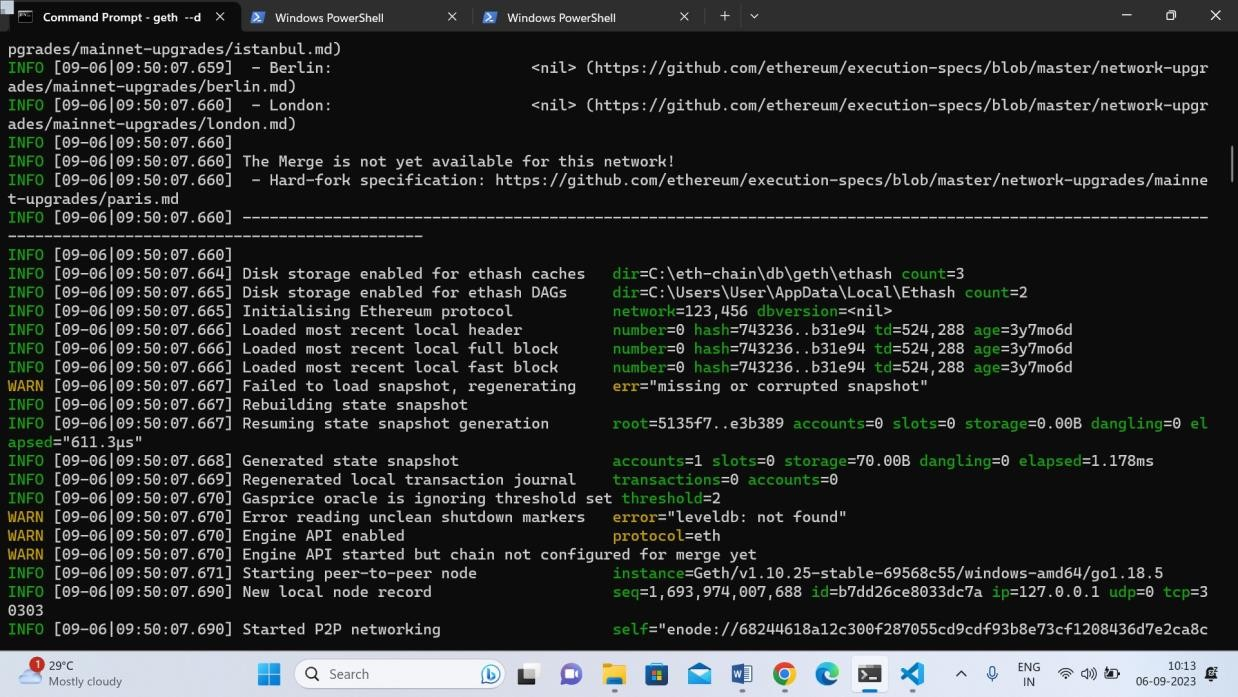 Command Prompt - geth --d
Windows PowerShell
Windows PowerShell
pgrades/mainnet-upgrades/istanbul.md)
INFO [09-06|09:50:07.659]  - Berlin:                      <nil> (https://github.com/ethereum/execution-specs/blob/master/network-upgr
ades/mainnet-upgrades/berlin.md)
INFO [09-06|09:50:07.660]  - London:                      <nil> (https://github.com/ethereum/execution-specs/blob/master/network-upgr
ades/mainnet-upgrades/london.md)
INFO [09-06|09:50:07.660]
INFO [09-06|09:50:07.660] The Merge is not yet available for this network!
INFO [09-06|09:50:07.660]  - Hard-fork specification: https://github.com/ethereum/execution-specs/blob/master/network-upgrades/mainne
t-upgrades/paris.md
INFO [09-06|09:50:07.660] -----------------------------------------------------------------------------------------------------------
----------------------------------------------
INFO [09-06|09:50:07.660]
INFO [09-06|09:50:07.664] Disk storage enabled for ethash caches   dir=C:\eth-chain\db\geth\ethash count=3
INFO [09-06|09:50:07.665] Disk storage enabled for ethash DAGs     dir=C:\Users\User\AppData\Local\Ethash count=2
INFO [09-06|09:50:07.665] Initialising Ethereum protocol           network=123,456 dbversion=<nil>
INFO [09-06|09:50:07.666] Loaded most recent local header          number=0 hash=743236..b31e94 td=524,288 age=3y7mo6d
INFO [09-06|09:50:07.666] Loaded most recent local full block      number=0 hash=743236..b31e94 td=524,288 age=3y7mo6d
INFO [09-06|09:50:07.666] Loaded most recent local fast block      number=0 hash=743236..b31e94 td=524,288 age=3y7mo6d
WARN [09-06|09:50:07.667] Failed to load snapshot, regenerating    err="missing or corrupted snapshot"
INFO [09-06|09:50:07.667] Rebuilding state snapshot
INFO [09-06|09:50:07.667] Resuming state snapshot generation       root=5135f7..e3b389 accounts=0 slots=0 storage=0.00B dangling=0 el
apsed="611.3µs"
INFO [09-06|09:50:07.668] Generated state snapshot                 accounts=1 slots=0 storage=70.00B dangling=0 elapsed=1.178ms
INFO [09-06|09:50:07.669] Regenerated local transaction journal    transactions=0 accounts=0
INFO [09-06|09:50:07.670] Gasprice oracle is ignoring threshold set threshold=2
WARN [09-06|09:50:07.670] Error reading unclean shutdown markers   error="leveldb: not found"
WARN [09-06|09:50:07.670] Engine API enabled                       protocol=eth
WARN [09-06|09:50:07.670] Engine API started but chain not configured for merge yet
INFO [09-06|09:50:07.671] Starting peer-to-peer node               instance=Geth/v1.10.25-stable-69568c55/windows-amd64/go1.18.5
INFO [09-06|09:50:07.690] New local node record                    seq=1,693,974,007,688 id=b7dd26ce8033dc7a ip=127.0.0.1 udp=0 tcp=3
0303
INFO [09-06|09:50:07.690] Started P2P networking                   self="enode://68244618a12c300f287055cd9cdf93b8e73cf1208436d7e2ca8c
1
29°C
Mostly cloudy
Search
ENG
IN
10:13
06-09-2023